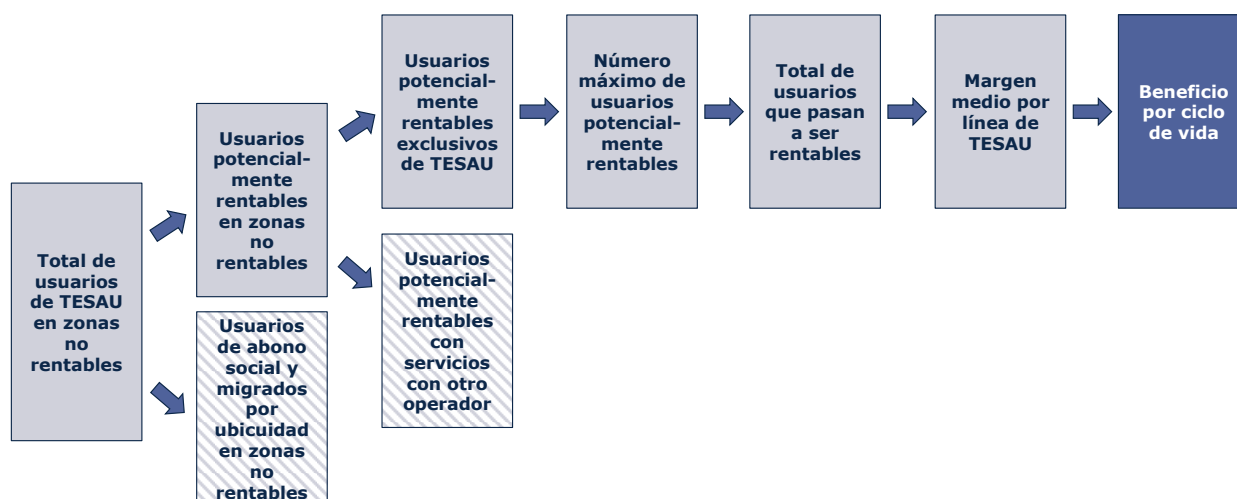 Total de
usuarios
de TESAU
en zonas
no
rentables
Usuarios
potencial-
mente
rentables
en zonas
no
rentables
Usuarios
de abono
social y
migrados
por
ubicuidad
en zonas
no
rentables
Usuarios
potencial-
mente
rentables
exclusivos
de TESAU
Usuarios
potencial-
mente
rentables
con
servicios
con otro
operador
Número
máximo de
usuarios
potencial-
mente
rentables
Total de
usuarios
que pasan
a ser
rentables
Margen
medio por
línea de
TESAU
Beneficio
por ciclo
de vida